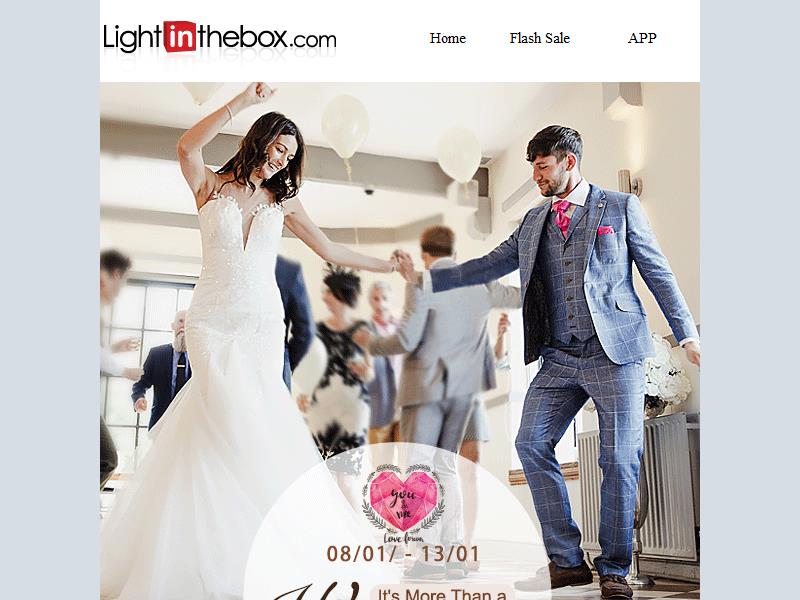 Lightinthebox.com
Home Flash Sale APP
you
&
me
Love forever
08/01/ - 13/01
It's More Than a